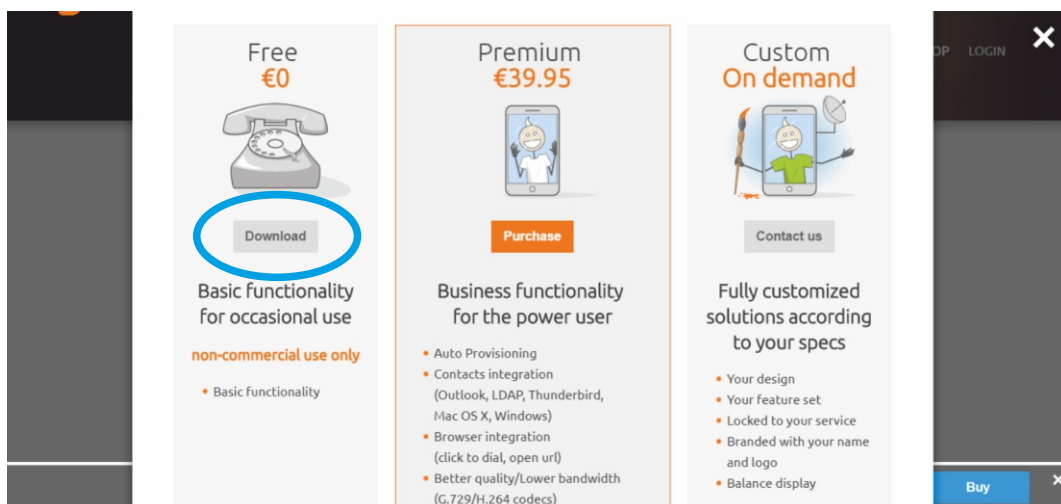 Free
€0
Download
Basic functionality
for occasional use
non-commercial use only
• Basic functionality
Premium
€39.95
Purchase
Business functionality
for the power user
• Auto Provisioning
• Contacts integration
(Outlook, LDAP, Thunderbird,
Mac OS X, Windows)
• Browser integration
(click to dial, open url)
• Better quality/Lower bandwidth
(G.729/H.264 codecs)
Custom
On demand
Contact us
Fully customized
solutions according
to your specs
• Your design
• Your feature set
• Locked to your service
• Branded with your name
and logo
• Balance display
LOGIN
Buy